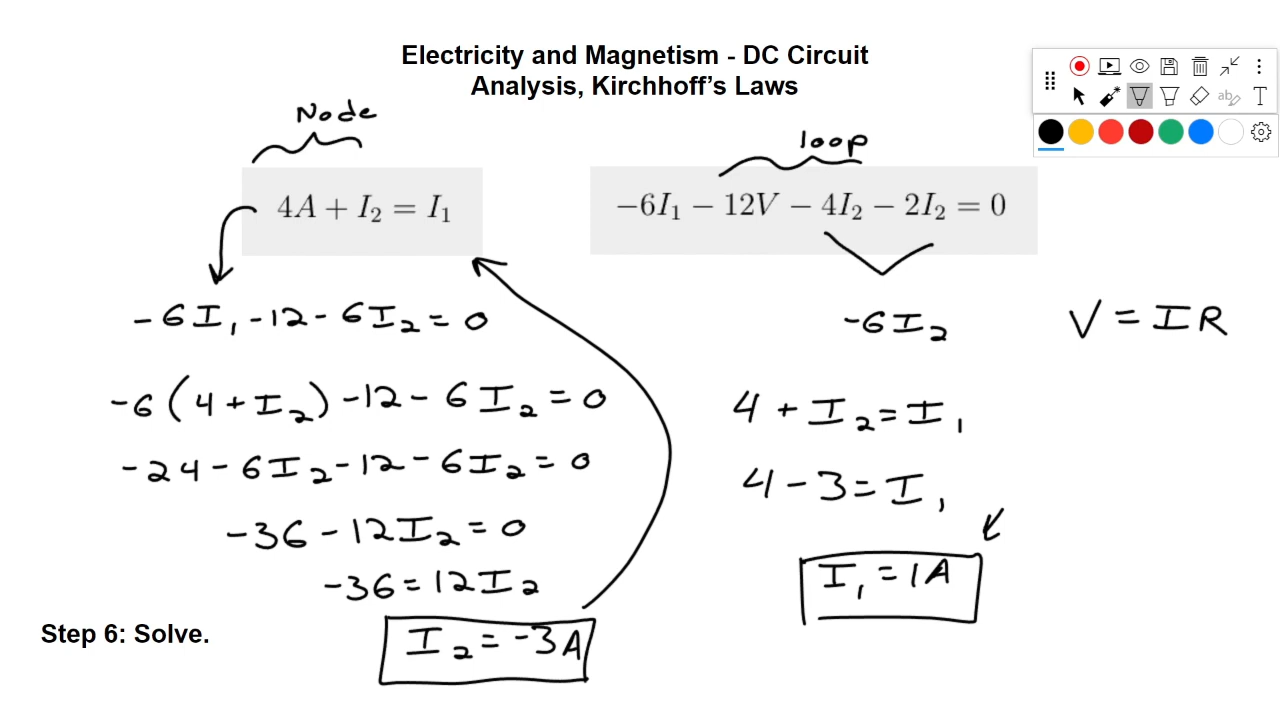 Electricity and Magnetism - DC Circuit
Analysis, Kirchhoff's Laws
ab
T
Node
loop
4A + I₂ = I₁
−6I₁ − 12V − 4I₂ − 2I₂ = 0
-6I₁ -12 - 6I₂ = 0
-6I₂
V = IR
-6(4 + I₂) -12 - 6I₂ = 0
4 + I₂ = I₁
-24 - 6I₂ -12 - 6I₂ = 0
4 - 3 = I₁
-36 - 12I₂ = 0
-36 = 12I₂
I₁ = 1A
Step 6: Solve.
I₂ = -3A